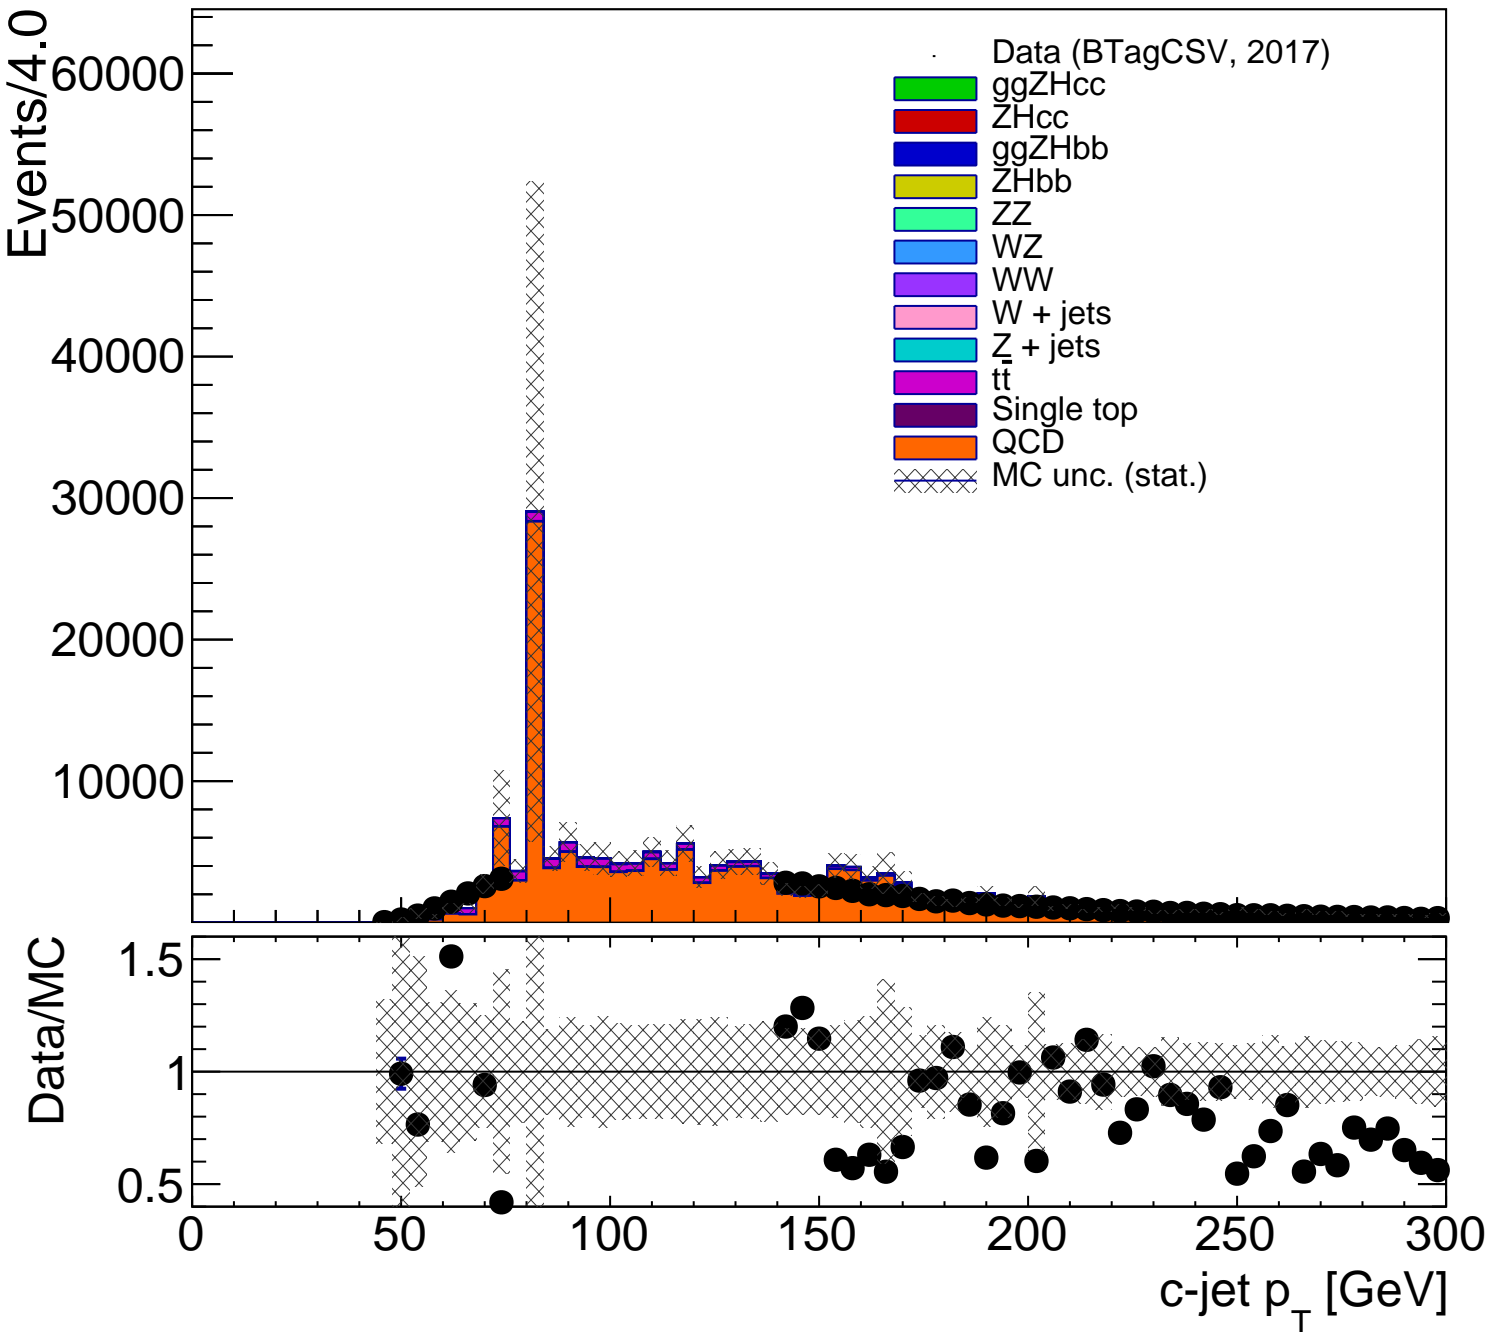 Events/4.0
60000
50000
40000
30000
20000
10000
Data (BTagCSV, 2017)
ggZHcc
ZHcc
ggZHbb
ZHbb
ZZ
WZ
WW
W + jets
Z + jets
tt̄
Single top
QCD
MC unc. (stat.)
Data/MC
1.5
1
0.5
0 50 100 150 200 250 300
c-jet p_T [GeV]